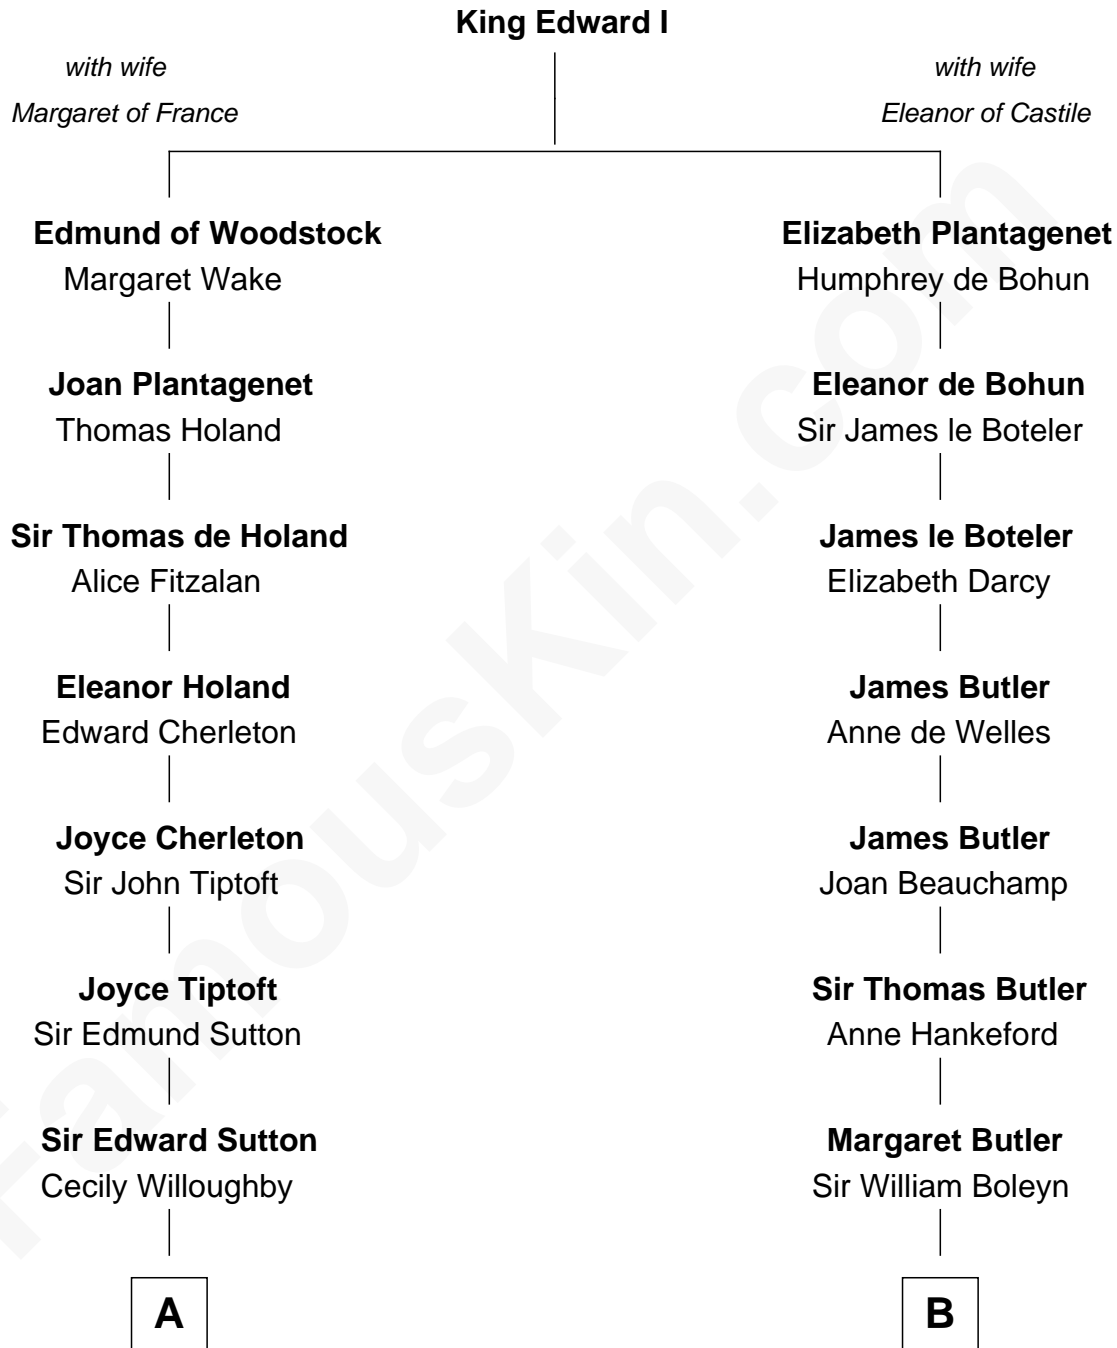 King Edward I
with wife
Margaret of France
with wife
Eleanor of Castile
Edmund of Woodstock
Margaret Wake
Elizabeth Plantagenet
Humphrey de Bohun
Joan Plantagenet
Thomas Holand
Eleanor de Bohun
Sir James le Boteler
Sir Thomas de Holand
Alice Fitzalan
James le Boteler
Elizabeth Darcy
Eleanor Holand
Edward Cherleton
James Butler
Anne de Welles
Joyce Cherleton
Sir John Tiptoft
James Butler
Joan Beauchamp
Joyce Tiptoft
Sir Edmund Sutton
Sir Thomas Butler
Anne Hankeford
Sir Edward Sutton
Cecily Willoughby
Margaret Butler
Sir William Boleyn
A
B
FamousKin.com